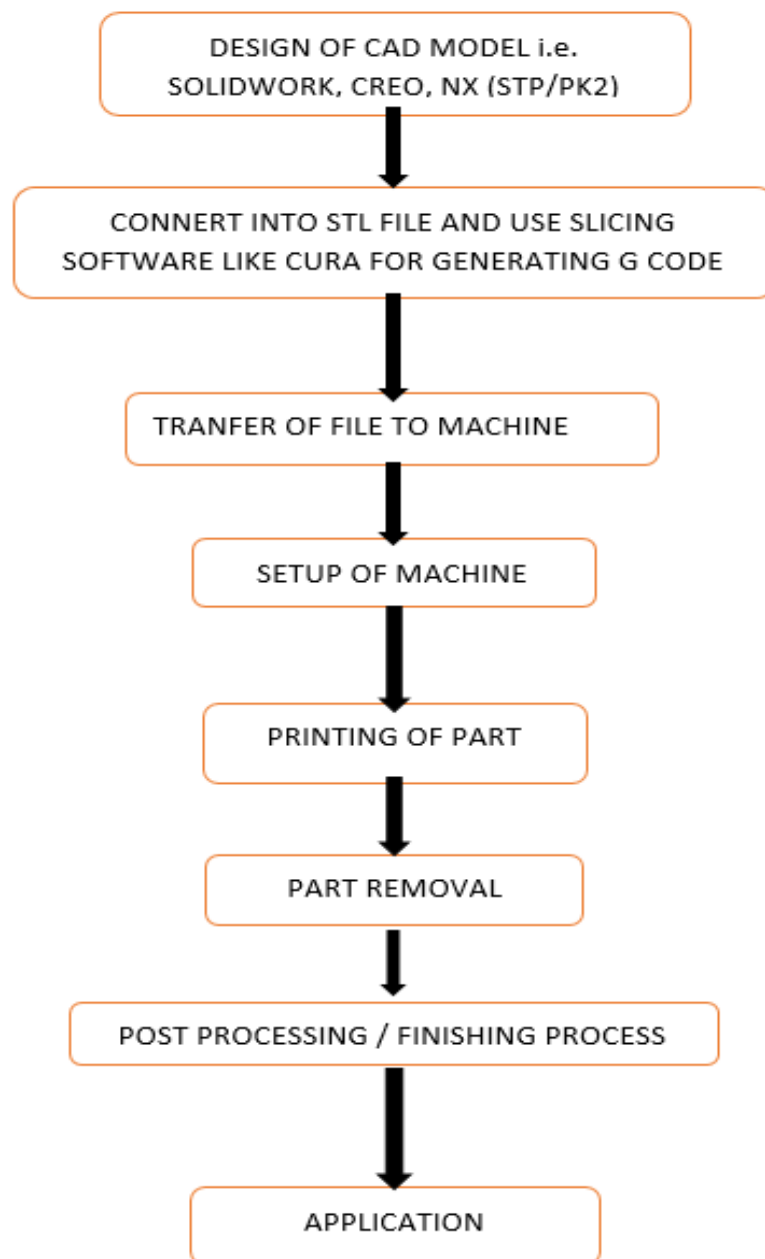 DESIGN OF CAD MODEL i.e.
SOLIDWORK, CREO, NX (STP/PK2)
CONNERT INTO STL FILE AND USE SLICING
SOFTWARE LIKE CURA FOR GENERATING G CODE
TRANFER OF FILE TO MACHINE
SETUP OF MACHINE
PRINTING OF PART
PART REMOVAL
POST PROCESSING / FINISHING PROCESS
APPLICATION